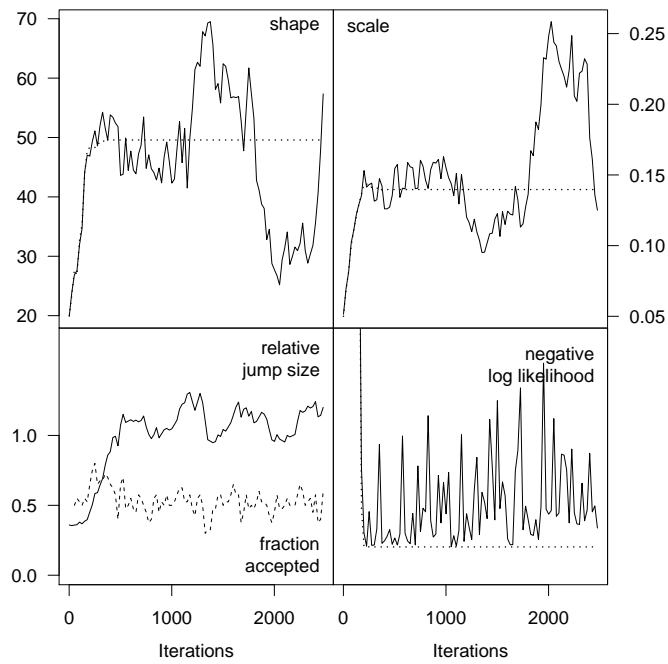 shape
70
60
50
40
30
20
scale
0.25
0.20
0.15
0.10
0.05
relative
jump size
1.0
0.5
0.0
fraction
accepted
negative
log likelihood
0 1000 2000
0 1000 2000
Iterations
Iterations